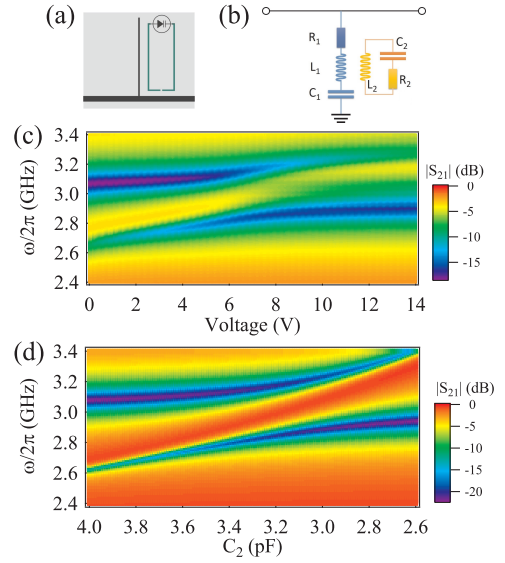 (a)
(b)
R1
L1
C1
C2
L2
R2
(c)
ω/2π (GHz)
3.4
3.2
3.0
2.8
2.6
2.4
0 2 4 6 8 10 12 14
Voltage (V)
|S21| (dB)
0
-5
-10
-15
(d)
ω/2π (GHz)
3.4
3.2
3.0
2.8
2.6
2.4
4.0 3.8 3.6 3.4 3.2 3.0 2.8 2.6
C2 (pF)
|S21| (dB)
0
-5
-10
-15
-20